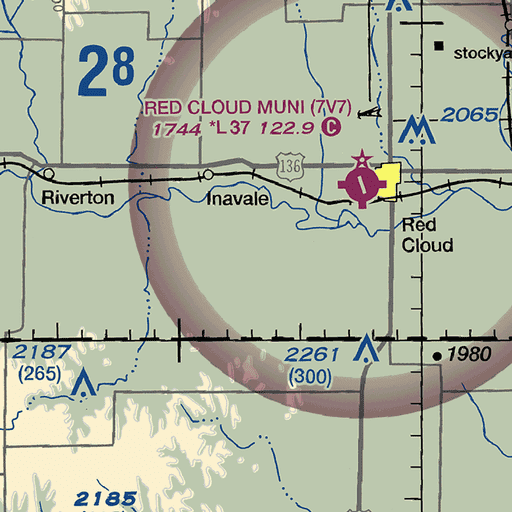 stockya
2⁸
RED CLOUD MUNI (7V7)
1744 *L 37 122.9 C
2065
136
Riverton
Inavale
Red
Cloud
2187
(265)
2261
(300)
1980
2185